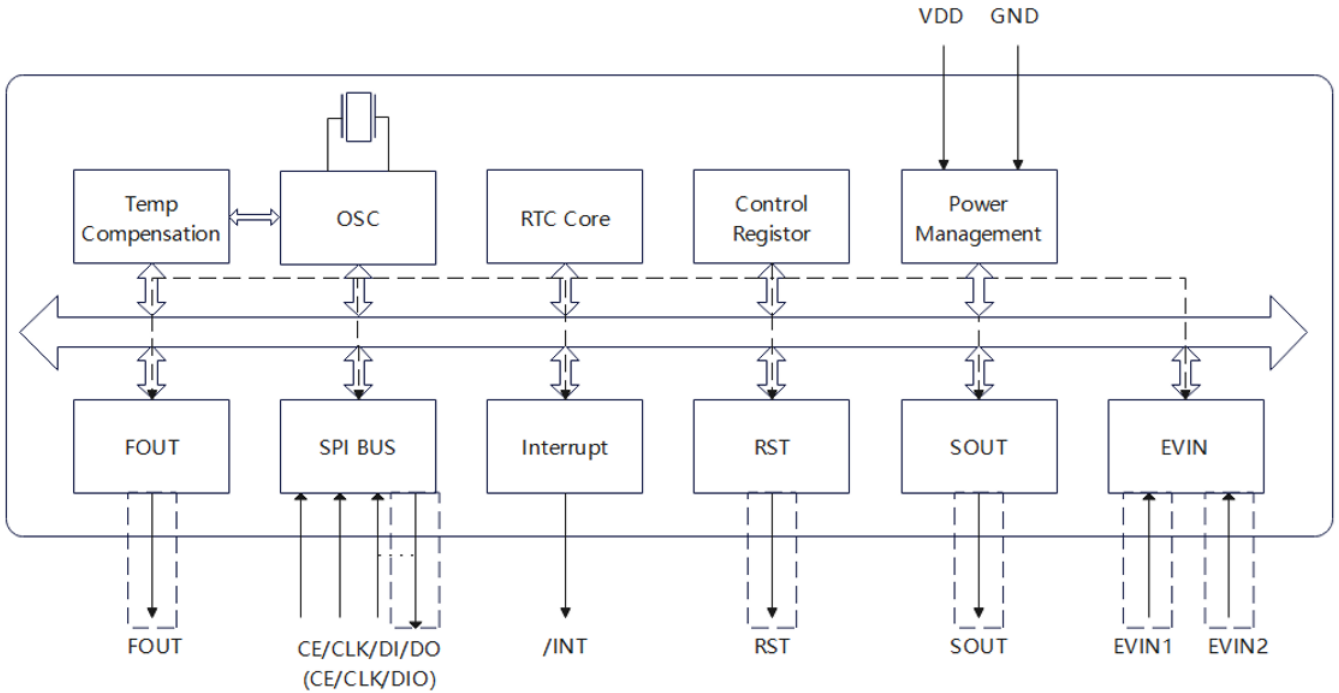 VDD GND
Temp
Compensation
OSC
RTC Core
Control
Registor
Power
Management
FOUT
SPI BUS
Interrupt
RST
SOUT
EVIN
FOUT
CE/CLK/DI/DO
(CE/CLK/DIO)
/INT
RST
SOUT
EVIN1
EVIN2